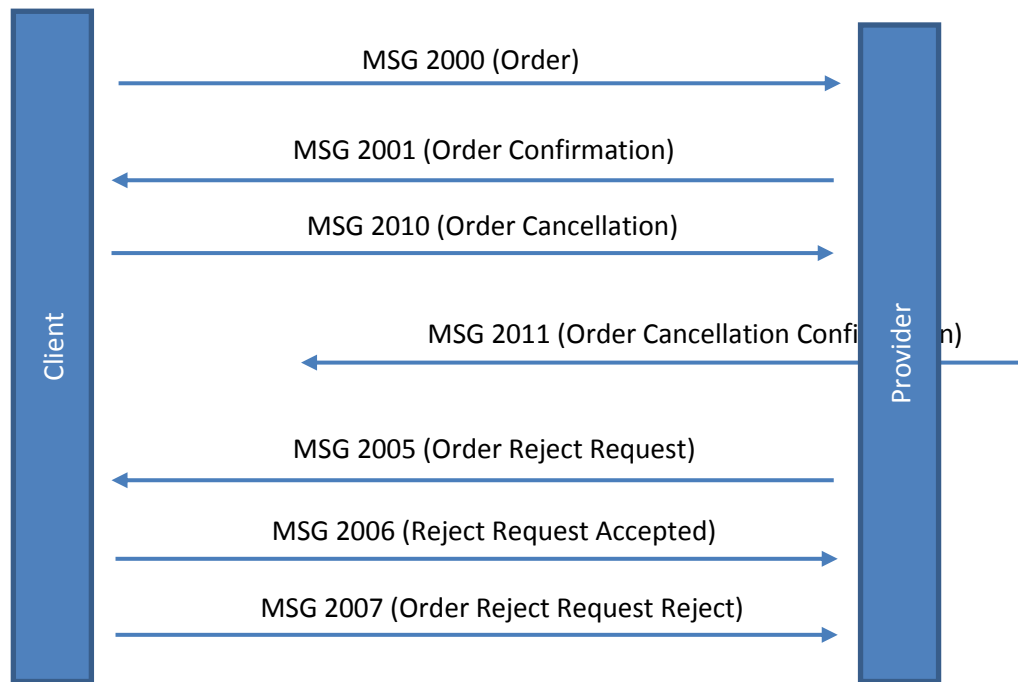 MSG 2000 (Order)
MSG 2001 (Order Confirmation)
MSG 2010 (Order Cancellation)
MSG 2011 (Order Cancellation Confi n)
MSG 2005 (Order Reject Request)
MSG 2006 (Reject Request Accepted)
MSG 2007 (Order Reject Request Reject)
Client
Provider